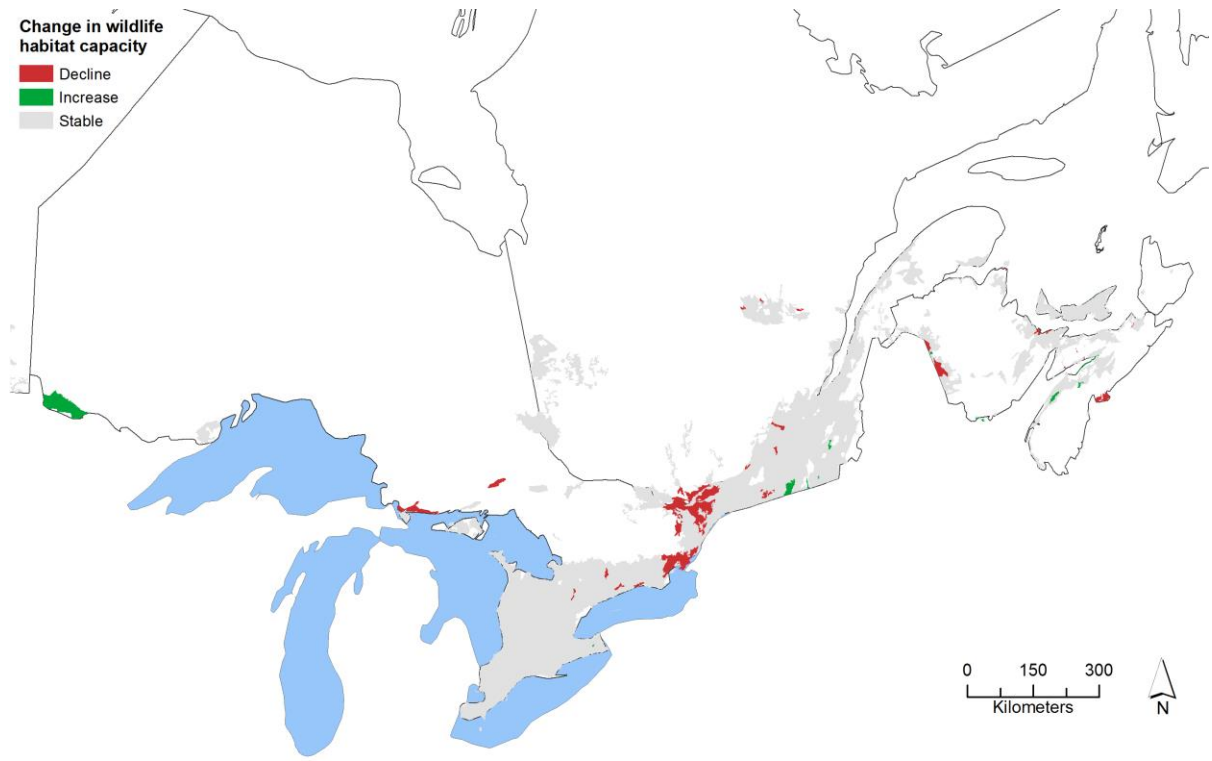 Change in wildlife
habitat capacity
Decline
Increase
Stable
0 150 300
Kilometers
N